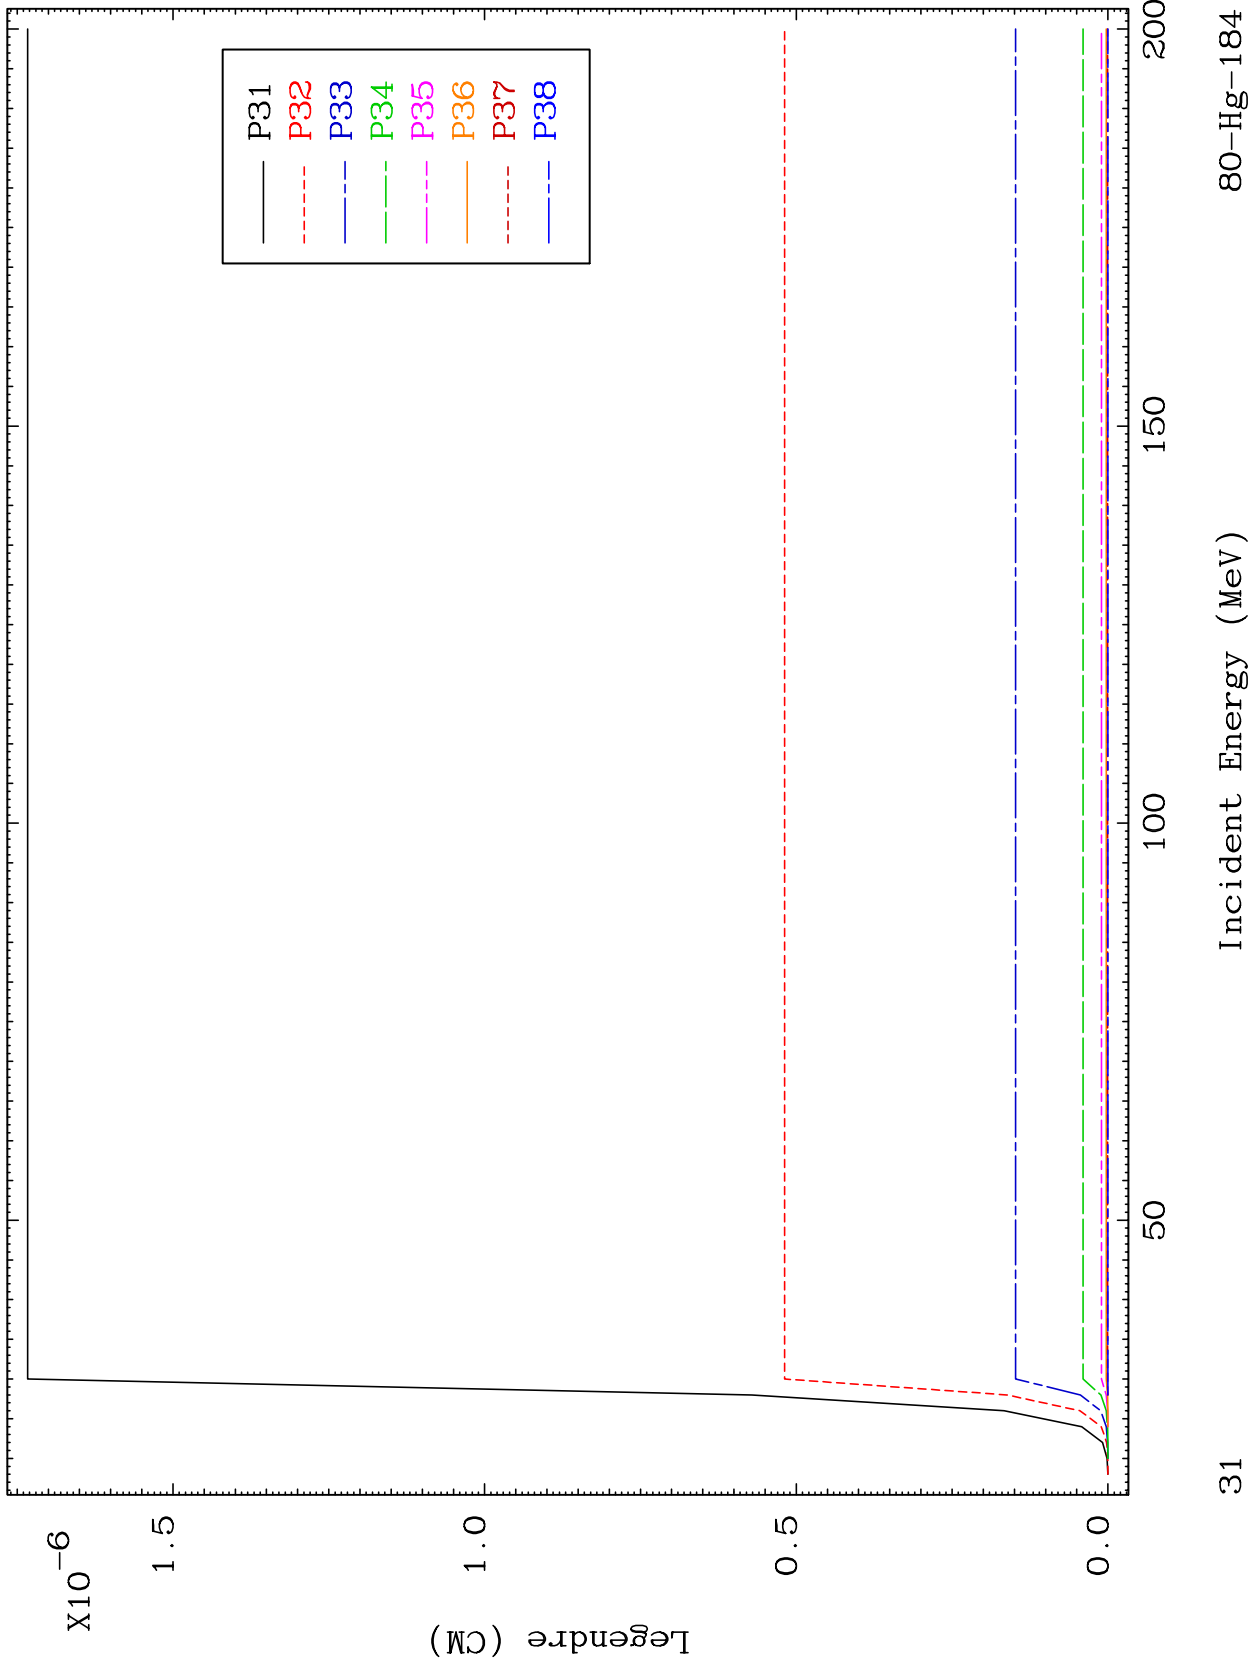 X10-6
1.5
1.0
0.5
0.0
Legendre (CM)
P31
P32
P33
P34
P35
P36
P37
P38
50
100
150
200
31
Incident Energy (MeV)
80-Hg-184